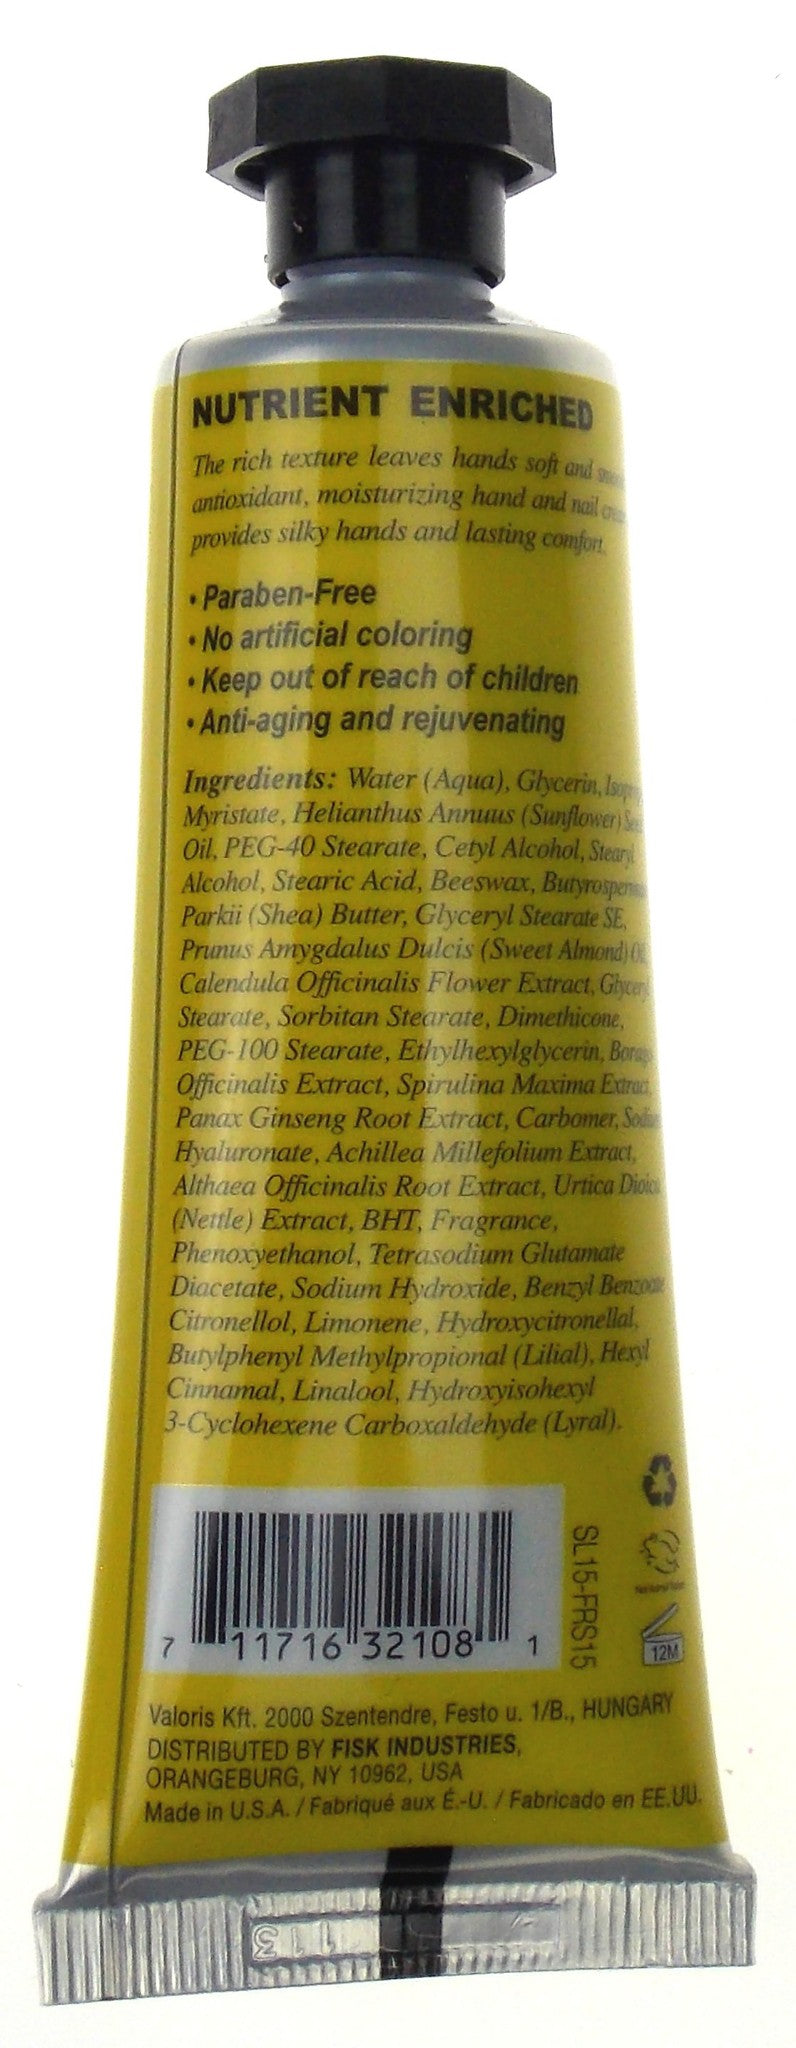 NUTRIENT ENRICHED
The rich texture leaves hands soft and
antioxidant, moisturizing hand and nail
provides silky hands and lasting comfort.
• Paraben-Free
• No artificial coloring
• Keep out of reach of children
• Anti-aging and rejuvenating
Ingredients: Water (Aqua), Glycerin,
Myristate, Helianthus Annuus (Sunflower)
Oil, PEG-40 Stearate, Cetyl Alcohol, Stearyl
Alcohol, Stearic Acid, Beeswax,
Parkii (Shea) Butter, Glyceryl Stearate SE,
Prunus Amygdalus Dulcis (Sweet Almond)
Calendula Officinalis Flower Extract,
Stearate, Sorbitan Stearate, Dimethicone,
PEG-100 Stearate, Ethylhexylglycerin,
Officinalis Extract, Spirulina Maxima Extract,
Panax Ginseng Root Extract, Carbomer,
Hyaluronate, Achillea Millefolium Extract,
Althaea Officinalis Root Extract, Urtica
(Nettle) Extract, BHT, Fragrance,
Phenoxyethanol, Tetrasodium Glutamate
Diacetate, Sodium Hydroxide, Benzyl Benzoate
Citronellol, Limonene, Hydroxycitronellal,
Butylphenyl Methylpropional (Lilial), Hexyl
Cinnamal, Linalool, Hydroxyisohexyl
3-Cyclohexene Carboxaldehyde (Lyral).
7 11716 32108 1
SL15-FRS15
12M
Valoris Kft. 2000 Szentendre, Festo u. 1/B., HUNGARY
DISTRIBUTED BY FISK INDUSTRIES,
ORANGEBURG, NY 10962, USA
Made in U.S.A. / Fabriqué aux É.-U. / Fabricado en EE.UU.